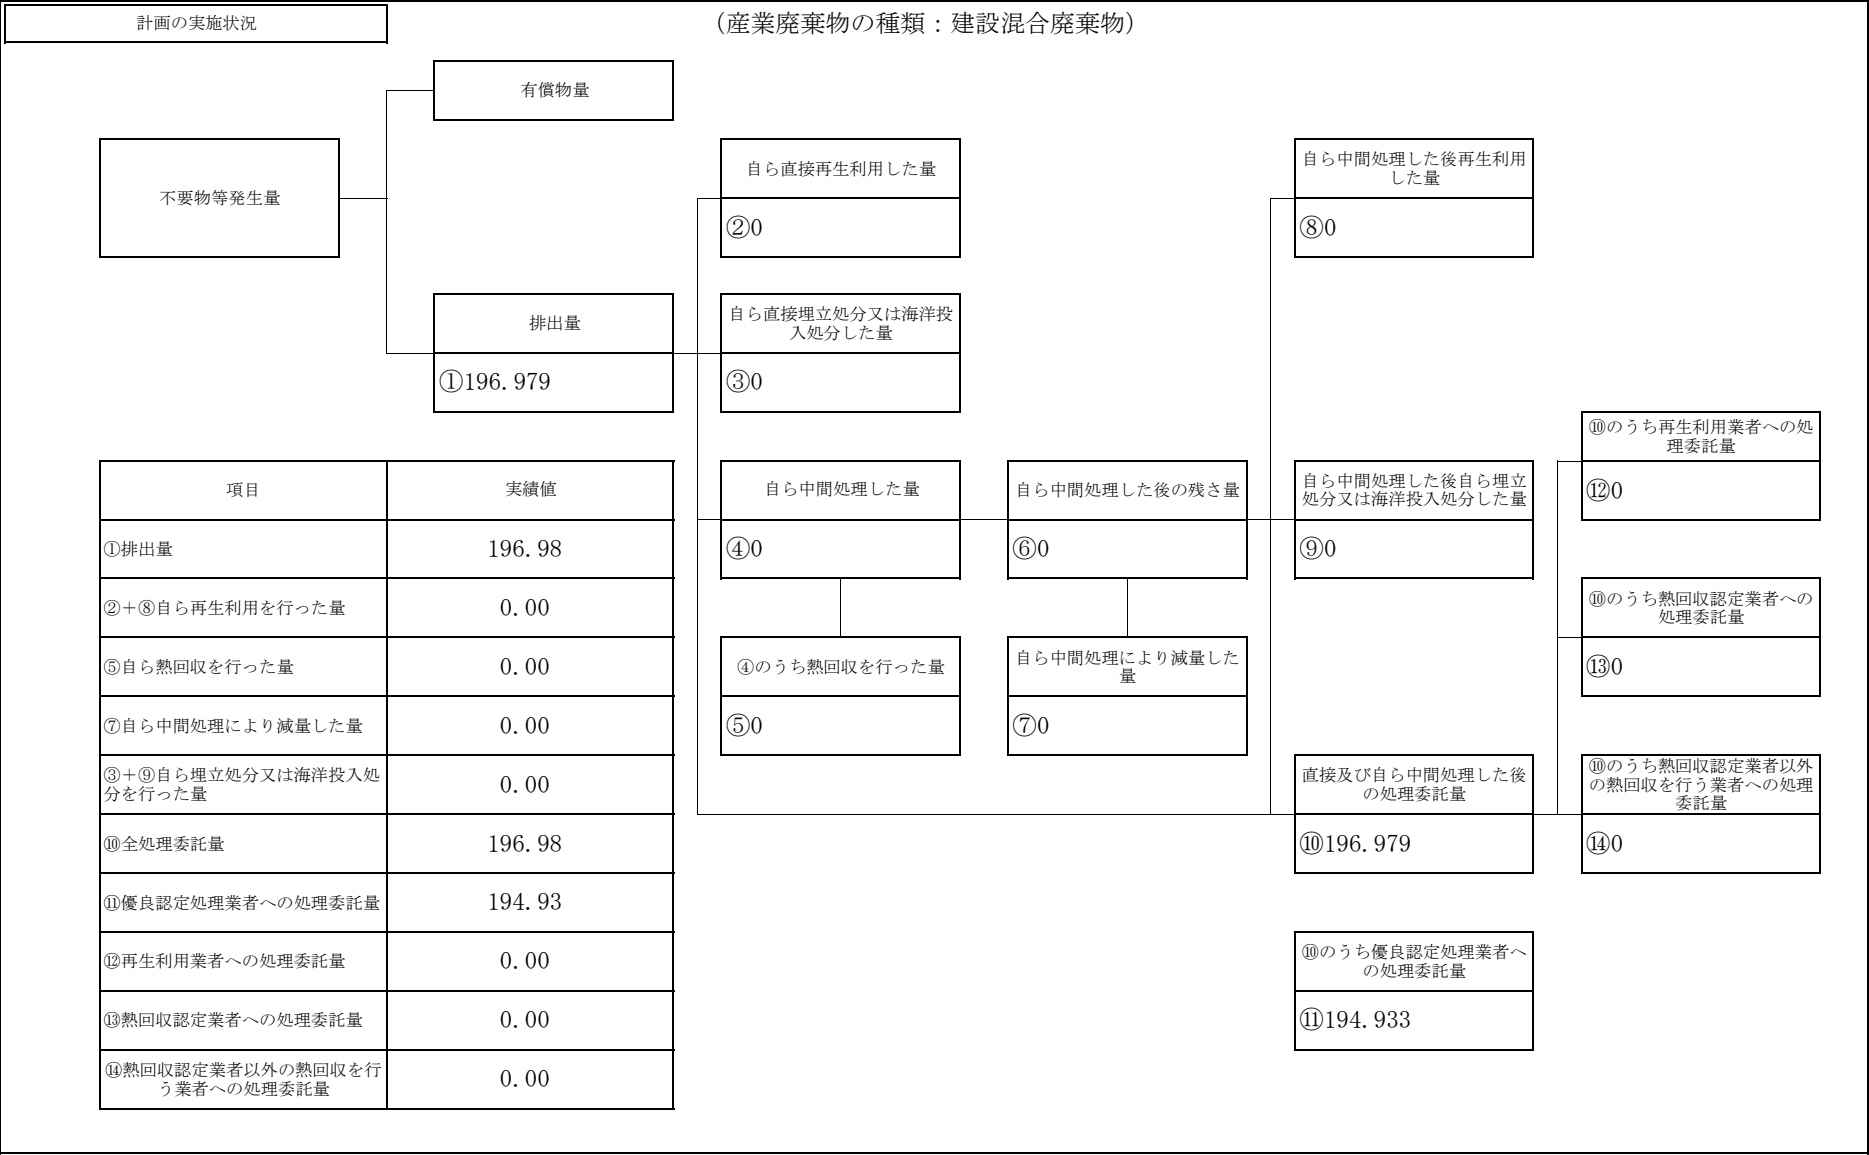 計画の実施状況
（産業廃棄物の種類：建設混合廃棄物）
有償物量
不要物等発生量
自ら直接再生利用した量
②0
自ら中間処理した後再生利用
した量
⑧0
排出量
①196.979
自ら直接埋立処分又は海洋投
入処分した量
③0
⑩のうち再生利用業者への処
理委託量
⑫0
自ら中間処理した量
④0
自ら中間処理した後の残さ量
⑥0
自ら中間処理した後自ら埋立
処分又は海洋投入処分した量
⑨0
⑩のうち熱回収認定業者への
処理委託量
⑬0
④のうち熱回収を行った量
⑤0
自ら中間処理により減量した
量
⑦0
直接及び自ら中間処理した後
の処理委託量
⑩196.979
⑩のうち熱回収認定業者以外
の熱回収を行う業者への処理
委託量
⑭0
⑩のうち優良認定処理業者へ
の処理委託量
⑪194.933
項目 実績値
①排出量 196.98
②＋⑧自ら再生利用を行った量 0.00
⑤自ら熱回収を行った量 0.00
⑦自ら中間処理により減量した量 0.00
③＋⑨自ら埋立処分又は海洋投入処
分を行った量 0.00
⑩全処理委託量 196.98
⑪優良認定処理業者への処理委託量 194.93
⑫再生利用業者への処理委託量 0.00
⑬熱回収認定業者への処理委託量 0.00
⑭熱回収認定業者以外の熱回収を行
う業者への処理委託量 0.00